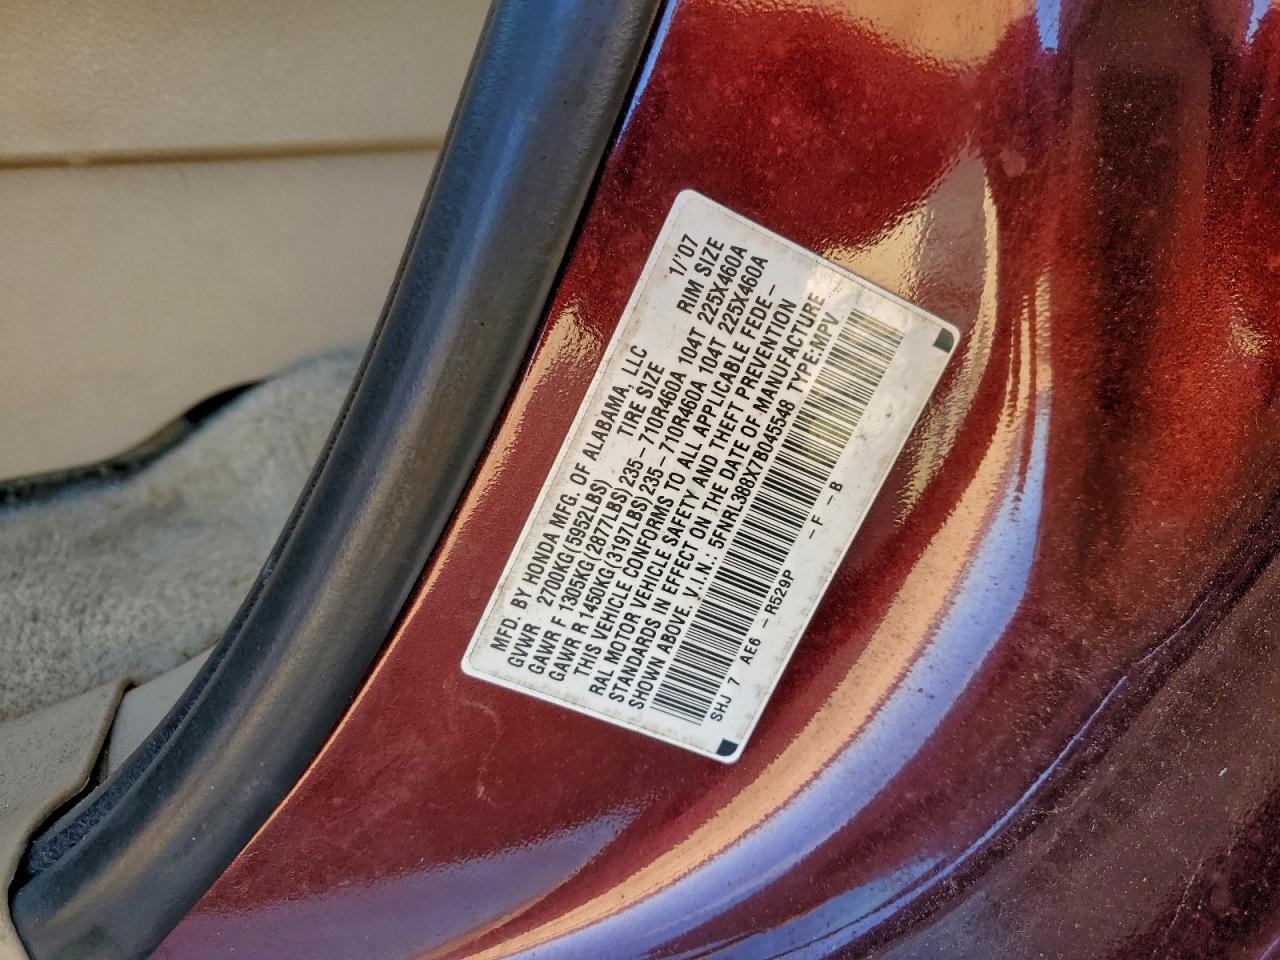 MFD. BY HONDA MFG. OF ALABAMA, LLC 1/'07
GVWR 2700KG(5952LBS) TIRE SIZE RIM SIZE
GAWR F 1305KG(2877LBS) 235-710R460A 104T 225X460A
GAWR R 1450KG(3197LBS) 235-710R460A 104T 225X460A
THIS VEHICLE CONFORMS TO ALL APPLICABLE FEDE-
RAL MOTOR VEHICLE SAFETY AND THEFT PREVENTION
STANDARDS IN EFFECT ON THE DATE OF MANUFACTURE
SHOWN ABOVE. V.I.N.: 5FNRL388X7B045548 TYPE:MPV
SHJ 7 AE6 -R529P -F -B